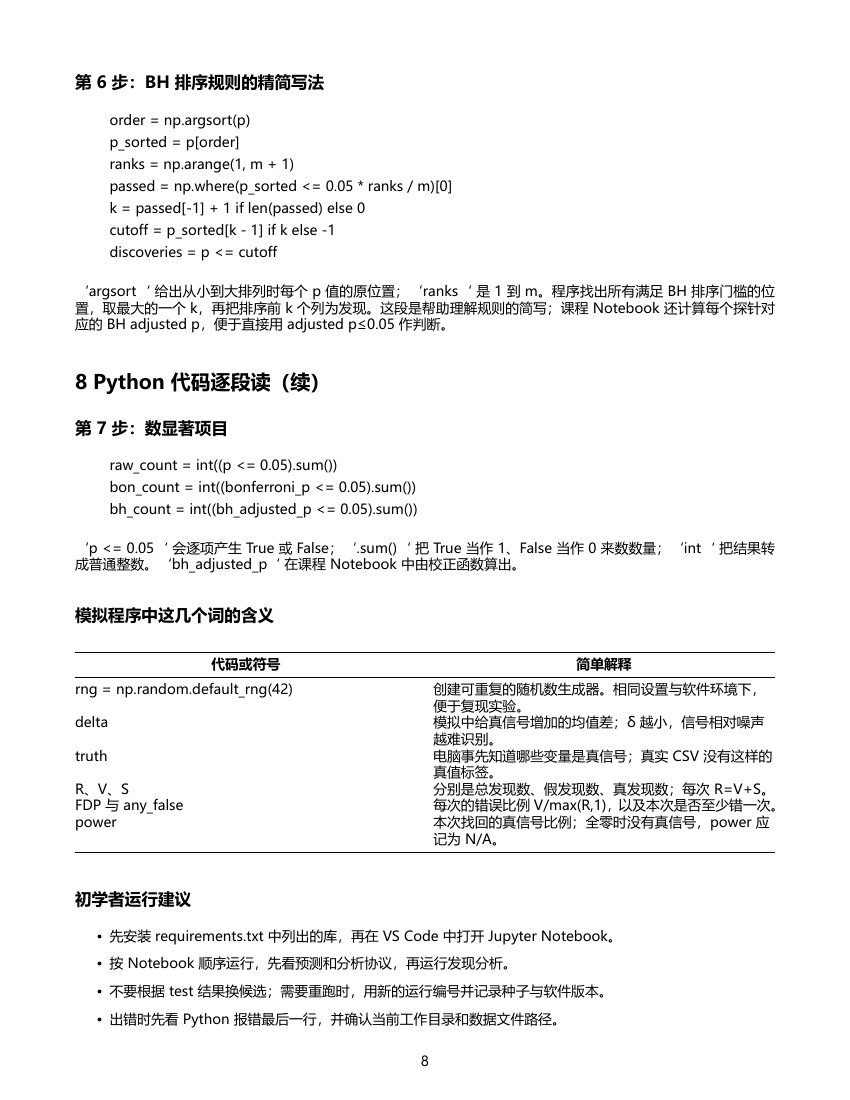 第 6 步：BH 排序规则的精简写法
order = np.argsort(p)
p_sorted = p[order]
ranks = np.arange(1, m + 1)
passed = np.where(p_sorted <= 0.05 * ranks / m)[0]
k = passed[-1] + 1 if len(passed) else 0
cutoff = p_sorted[k - 1] if k else -1
discoveries = p <= cutoff
‘argsort‘ 给出从小到大排列时每个 p 值的原位置；‘ranks‘ 是 1 到 m。程序找出所有满足 BH 排序门槛的位
置，取最大的一个 k，再把排序前 k 个列为发现。这段是帮助理解规则的简写；课程 Notebook 还计算每个探针对
应的 BH adjusted p，便于直接用 adjusted p≤0.05 作判断。
8 Python 代码逐段读（续）
第 7 步：数显著项目
raw_count = int((p <= 0.05).sum())
bon_count = int((bonferroni_p <= 0.05).sum())
bh_count = int((bh_adjusted_p <= 0.05).sum())
‘p <= 0.05‘ 会逐项产生 True 或 False；‘.sum()‘ 把 True 当作 1、False 当作 0 来数数量；‘int‘ 把结果转
成普通整数。‘bh_adjusted_p‘ 在课程 Notebook 中由校正函数算出。
模拟程序中这几个词的含义
代码或符号 简单解释
rng = np.random.default_rng(42) 创建可重复的随机数生成器。相同设置与软件环境下，
便于复现实验。
delta 模拟中给真信号增加的均值差；δ 越小，信号相对噪声
越难识别。
truth 电脑事先知道哪些变量是真信号；真实 CSV 没有这样的
真值标签。
R、V、S 分别是总发现数、假发现数、真发现数；每次 R=V+S。
FDP 与 any_false 每次的错误比例 V/max(R,1)，以及本次是否至少错一次。
power 本次找回的真信号比例；全零时没有真信号，power 应
记为 N/A。
初学者运行建议
• 先安装 requirements.txt 中列出的库，再在 VS Code 中打开 Jupyter Notebook。
• 按 Notebook 顺序运行，先看预测和分析协议，再运行发现分析。
• 不要根据 test 结果换候选；需要重跑时，用新的运行编号并记录种子与软件版本。
• 出错时先看 Python 报错最后一行，并确认当前工作目录和数据文件路径。
8